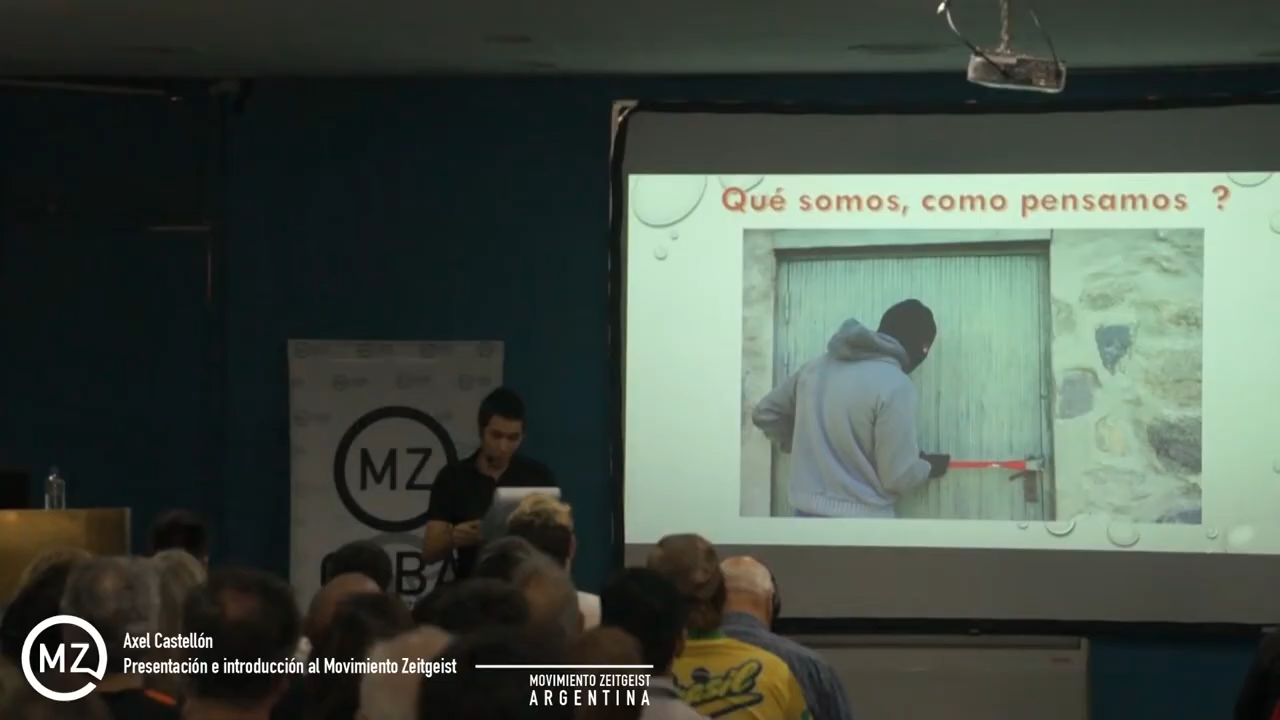 Qué somos, como pensamos ?
MZ
MZ
Axel Castellón
Presentación e introducción al Movimiento Zeitgeist
MOVIMIENTO ZEITGEIST
ARGENTINA